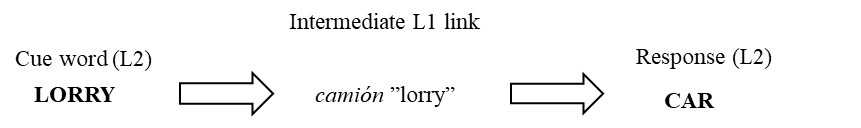 Intermediate L1 link
Cue word (L2)
Response (L2)
LORRY
camión ”lorry”
CAR